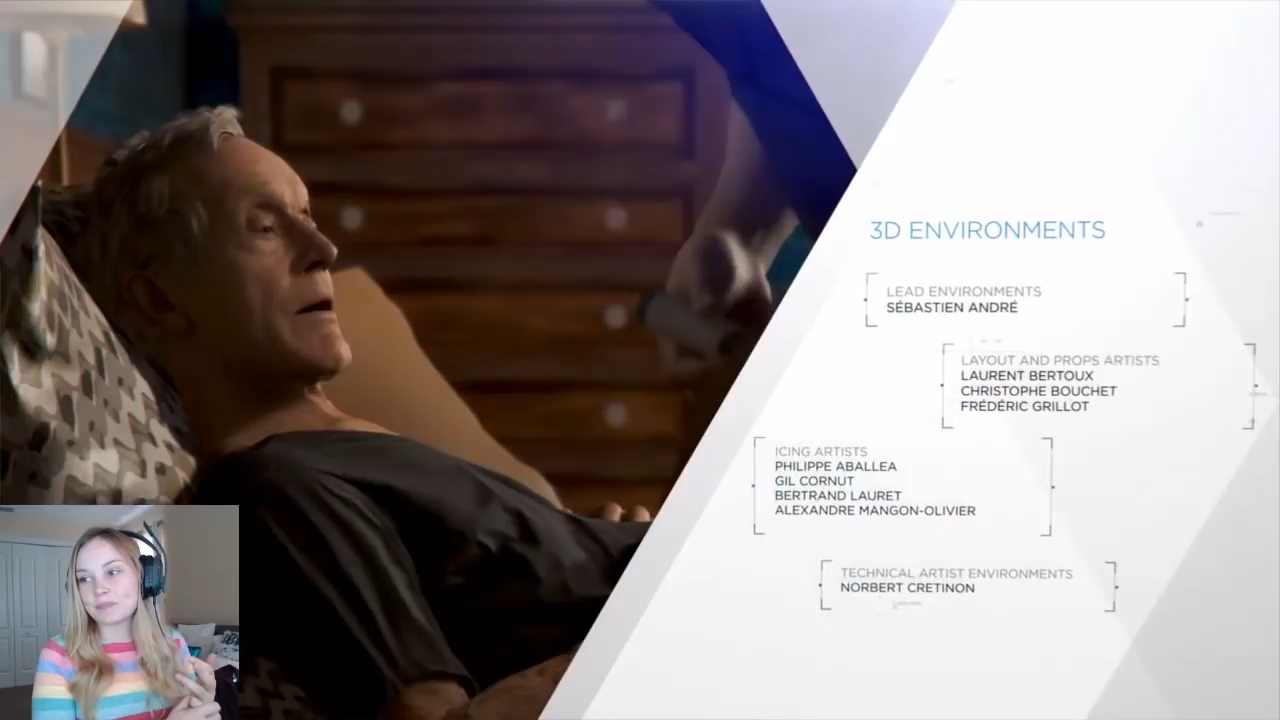 3D ENVIRONMENTS
LEAD ENVIRONMENTS
SÉBASTIEN ANDRÉ
LAYOUT AND PROPS ARTISTS
LAURENT BERTOUX
CHRISTOPHE BOUCHET
FRÉDÉRIC GRILLOT
ICING ARTISTS
PHILIPPE ABALLEA
GIL CORNUT
BERTRAND LAURET
ALEXANDRE MANGON-OLIVIER
TECHNICAL ARTIST ENVIRONMENTS
NORBERT CRETINON